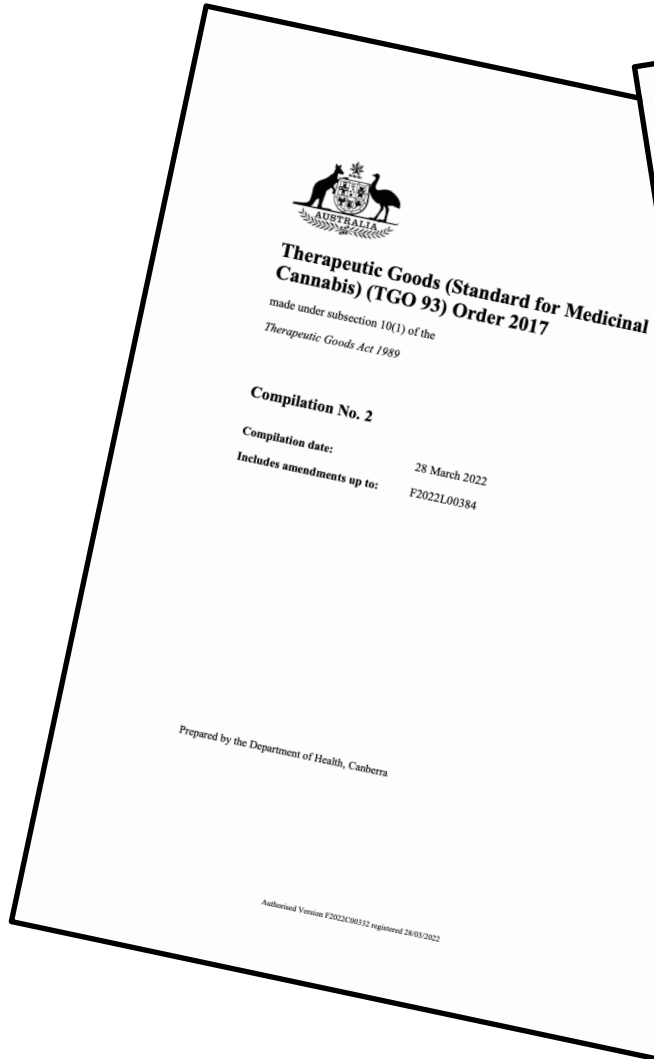 AUSTRALIA
Therapeutic Goods (Standard for Medicinal
Cannabis) (TGO 93) Order 2017
made under subsection 10(1) of the
Therapeutic Goods Act 1989
Compilation No. 2
Compilation date: 28 March 2022
Includes amendments up to: F2022L00384
Prepared by the Department of Health, Canberra
Authorised Version F2022C00332 registered 28/03/2022